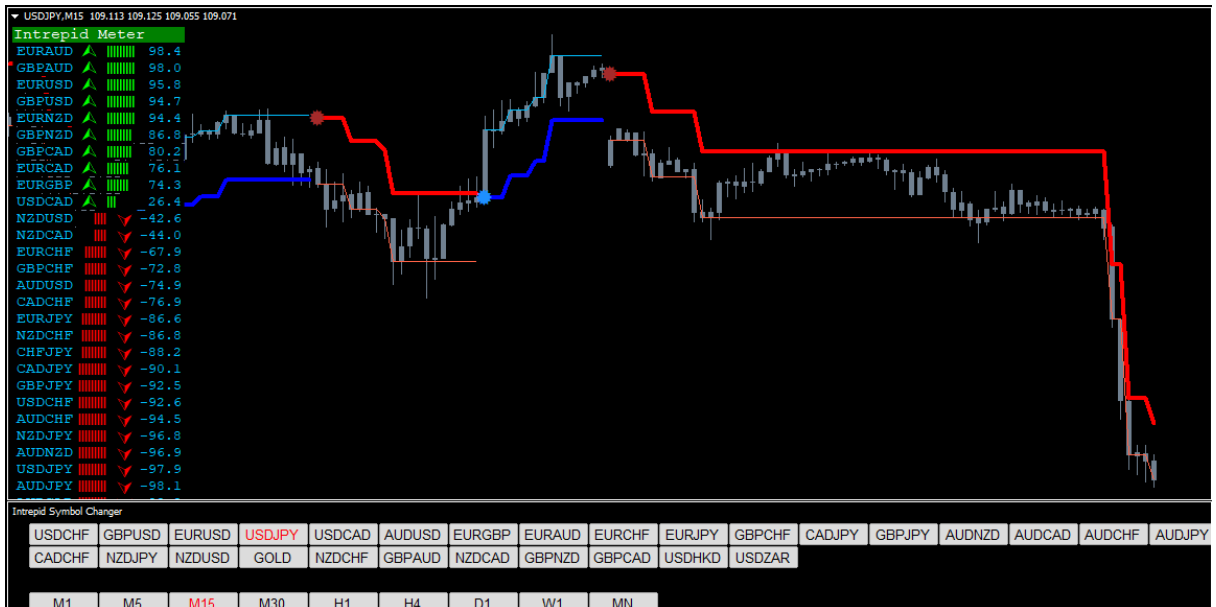 USDJPY,M15 109.113 109.125 109.055 109.071
Intrepid Meter
EURAUD 98.4
GBPAUD 98.0
EURUSD 95.8
GBPUSD 94.7
EURNZD 94.4
GBPNZD 86.8
GBPCAD 80.2
EURCAD 76.1
EURGBP 74.3
USDCAD 26.4
NZDUSD -42.6
NZDCAD -44.0
EURCHF -67.9
GBPCHF -72.8
AUDUSD -74.9
CADCHF -76.9
EURJPY -86.6
NZDCHF -86.8
CHFJPY -88.2
CADJPY -90.1
GBPJPY -92.5
USDCHF -92.6
AUDCHF -94.5
NZDJPY -96.8
AUDNZD -96.9
USDJPY -97.9
AUDJPY -98.1
Intrepid Symbol Changer
USDCHF GBPUSD EURUSD USDJPY USDCAD AUDUSD EURGBP EURAUD EURCHF EURJPY GBPCHF CADJPY GBPJPY AUDNZD AUDCAD AUDCHF AUDJPY
CADCHF NZDJPY NZDUSD GOLD NZDCHF GBPAUD NZDCAD GBPNZD GBPCAD USDHKD USDZAR
M1 M5 M15 M30 H1 H4 D1 W1 MN